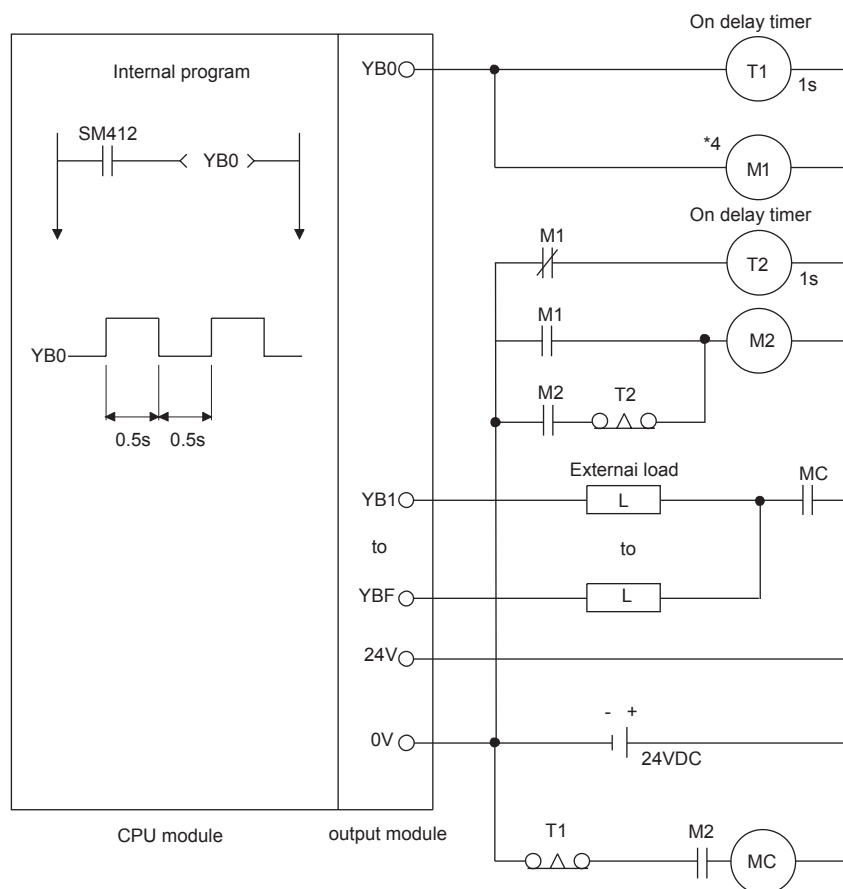 On delay timer
YB0
T1
1s
Internal program
SM412
YB0
*4
M1
On delay timer
M1
T2
1s
M1
M2
YB0
0.5s 0.5s
M2
T2
Externai load
MC
YB1
L
to
to
YBF
L
24V
- +
0V
24VDC
CPU module
output module
T1
M2
MC